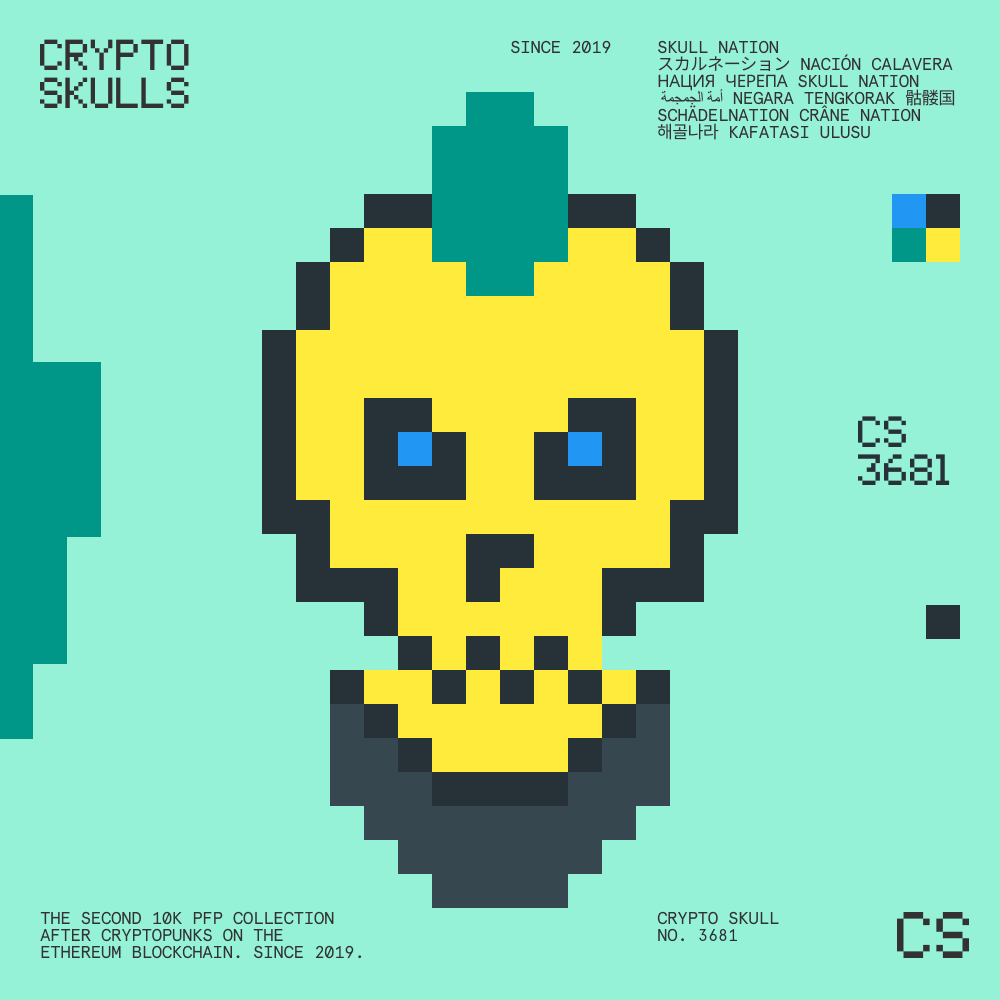 CRYPTO
SKULLS
SINCE 2019
SKULL NATION
スカルネーション NACIÓN CALAVERA
НАЦИЯ ЧЕРЕПА SKULL NATION
أمة الجمجمة NEGARA TENGKORAK 骷髅国
SCHÄDELNATION CRÂNE NATION
해골나라 KAFATASI ULUSU
CS
3681
THE SECOND 10K PFP COLLECTION
AFTER CRYPTOPUNKS ON THE
ETHEREUM BLOCKCHAIN. SINCE 2019.
CRYPTO SKULL
NO. 3681
CS